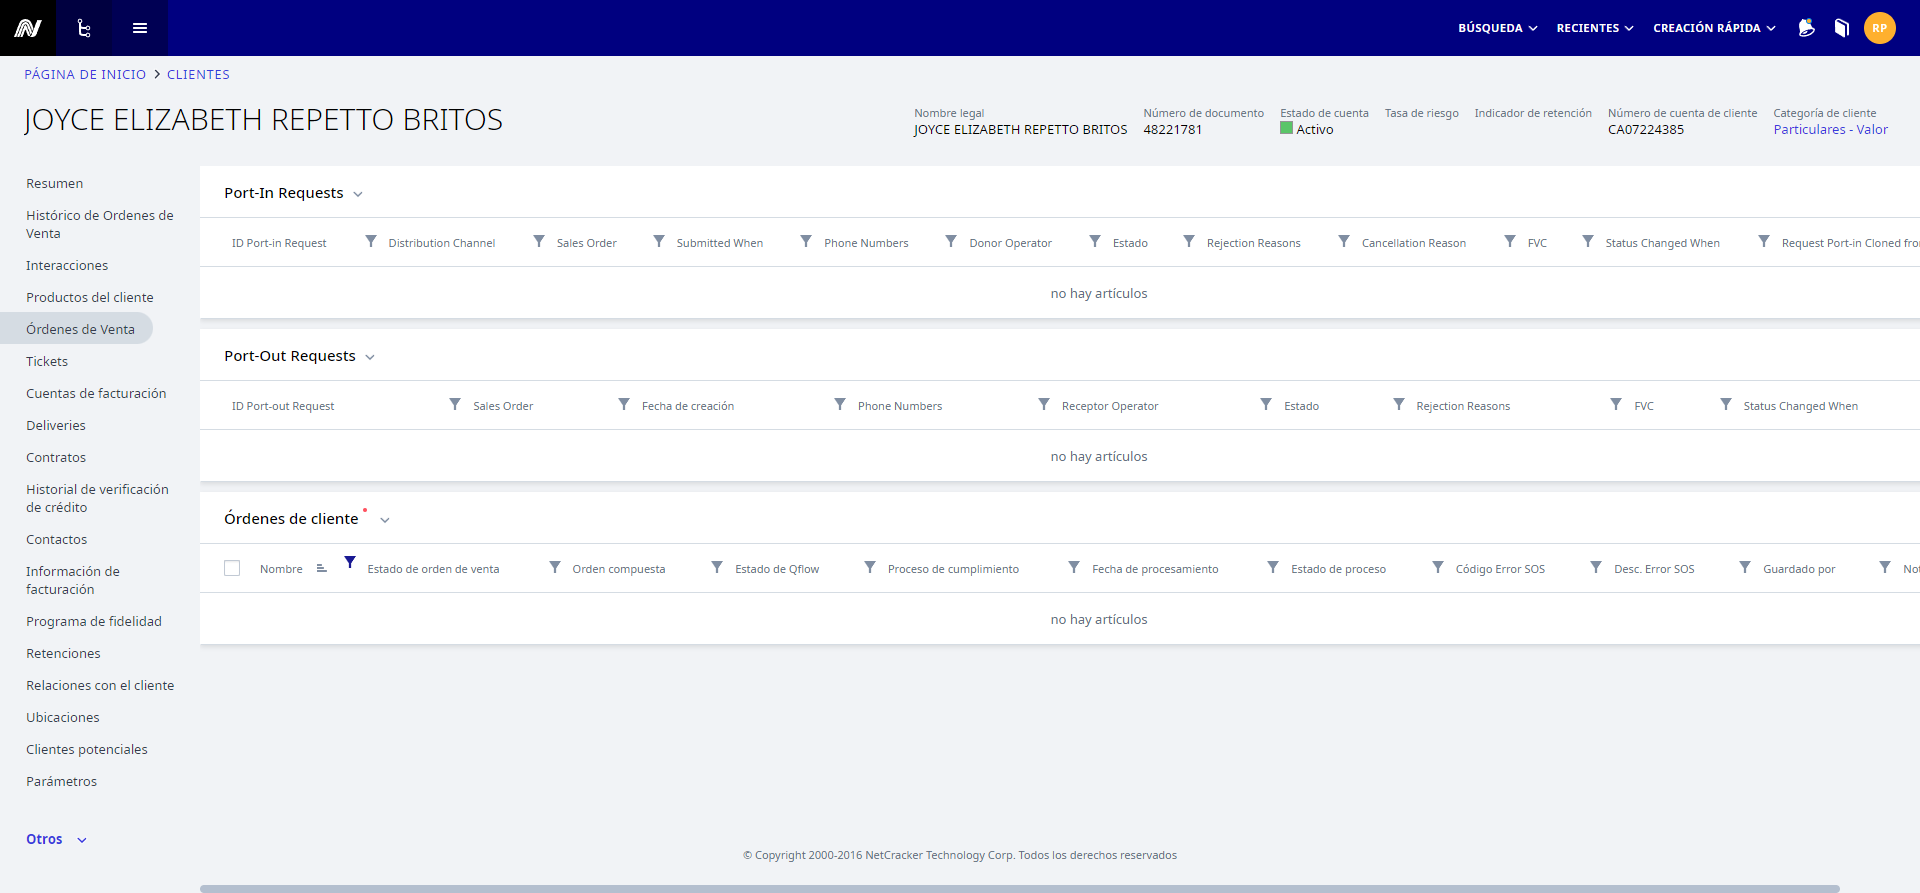 BÚSQUEDA RECIENTES CREACIÓN RÁPIDA RP
PÁGINA DE INICIO > CLIENTES
JOYCE ELIZABETH REPETTO BRITOS
Nombre legal
JOYCE ELIZABETH REPETTO BRITOS
Número de documento
48221781
Estado de cuenta
Activo
Tasa de riesgo
Indicador de retención
Número de cuenta de cliente
CA07224385
Categoría de cliente
Particulares - Valor
Resumen
Histórico de Ordenes de
Venta
Interacciones
Productos del cliente
Órdenes de Venta
Tickets
Cuentas de facturación
Deliveries
Contratos
Historial de verificación
de crédito
Contactos
Información de
facturación
Programa de fidelidad
Retenciones
Relaciones con el cliente
Ubicaciones
Clientes potenciales
Parámetros
Otros
Port-In Requests
ID Port-in Request Distribution Channel Sales Order Submitted When Phone Numbers Donor Operator Estado Rejection Reasons Cancellation Reason FVC Status Changed When Request Port-in Cloned fro
no hay artículos
Port-Out Requests
ID Port-out Request Sales Order Fecha de creación Phone Numbers Receptor Operator Estado Rejection Reasons FVC Status Changed When
no hay artículos
Órdenes de cliente
Nombre Estado de orden de venta Orden compuesta Estado de Qflow Proceso de cumplimiento Fecha de procesamiento Estado de proceso Código Error SOS Desc. Error SOS Guardado por Not
no hay artículos
© Copyright 2000-2016 NetCracker Technology Corp. Todos los derechos reservados